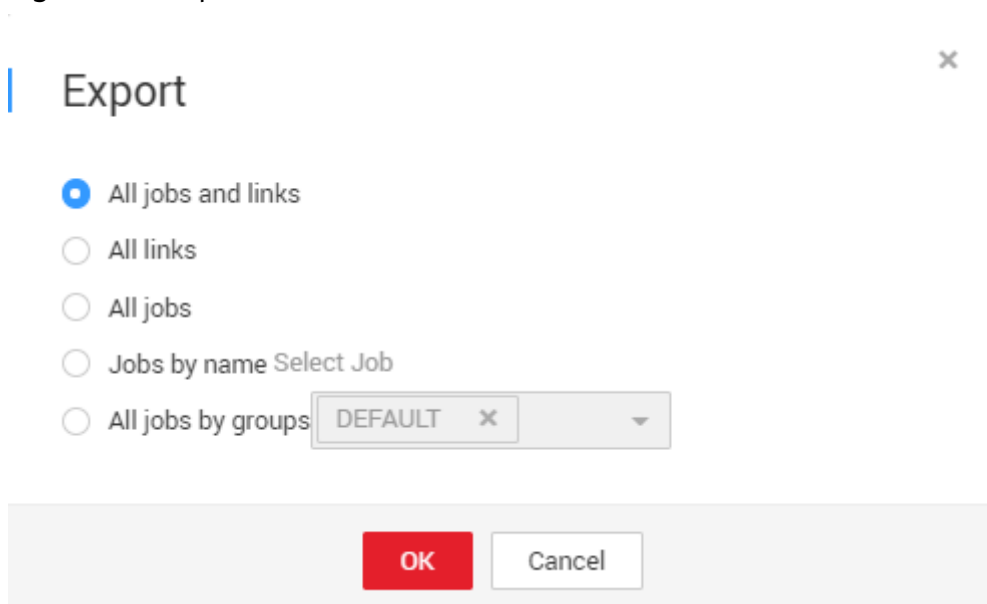 Export
All jobs and links
All links
All jobs
Jobs by name Select Job
All jobs by groups DEFAULT
OK Cancel